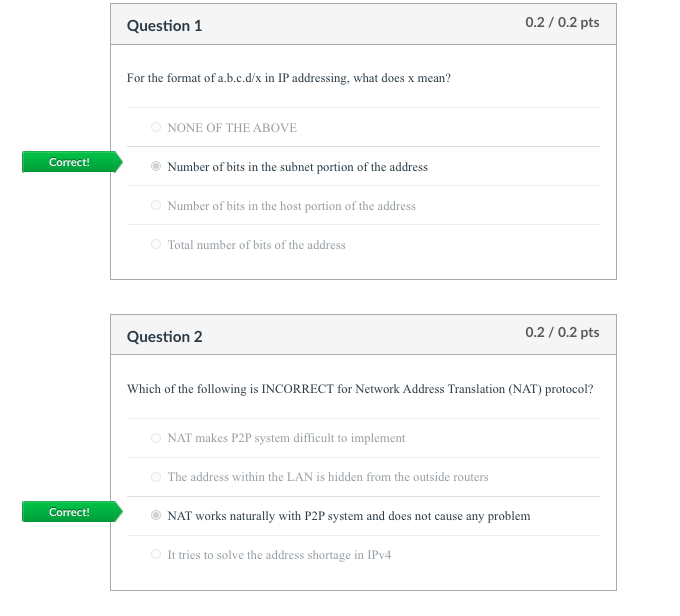 Question 1
0.2 / 0.2 pts
For the format of a.b.c.d/x in IP addressing, what does x mean?
NONE OF THE ABOVE
Correct!
Number of bits in the subnet portion of the address
Number of bits in the host portion of the address
Total number of bits of the address
Question 2
0.2 / 0.2 pts
Which of the following is INCORRECT for Network Address Translation (NAT) protocol?
NAT makes P2P system difficult to implement
The address within the LAN is hidden from the outside routers
Correct!
NAT works naturally with P2P system and does not cause any problem
It tries to solve the address shortage in IPv4